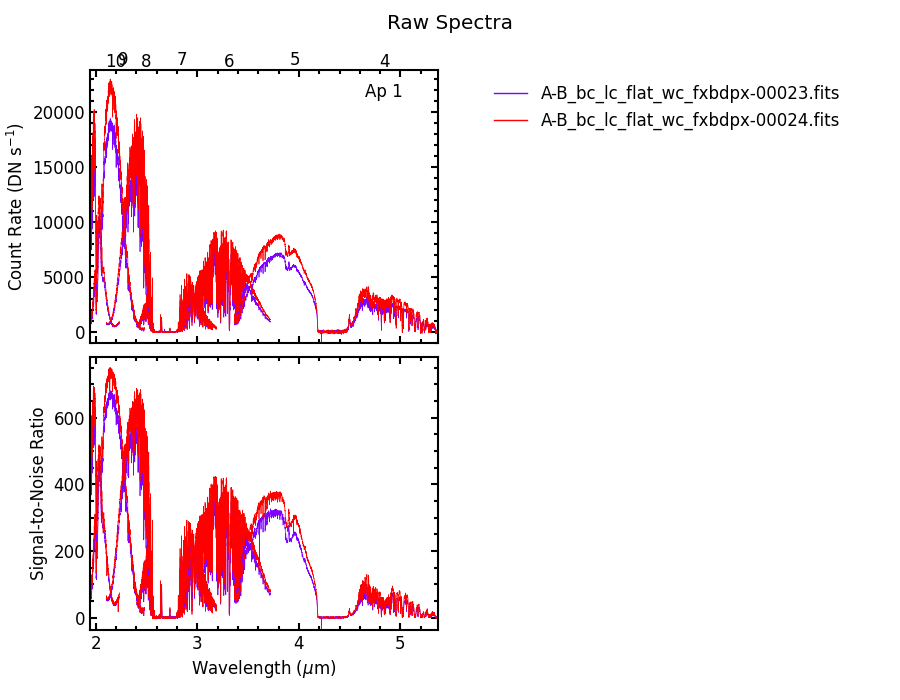 Raw Spectra
10 9 8 7 6 5 4
Ap 1
A-B_bc_lc_flat_wc_fxbdpx-00023.fits
A-B_bc_lc_flat_wc_fxbdpx-00024.fits
Count Rate (DN s⁻¹)
20000
15000
10000
5000
0
Signal-to-Noise Ratio
600
400
200
0
2 3 4 5
Wavelength (μm)